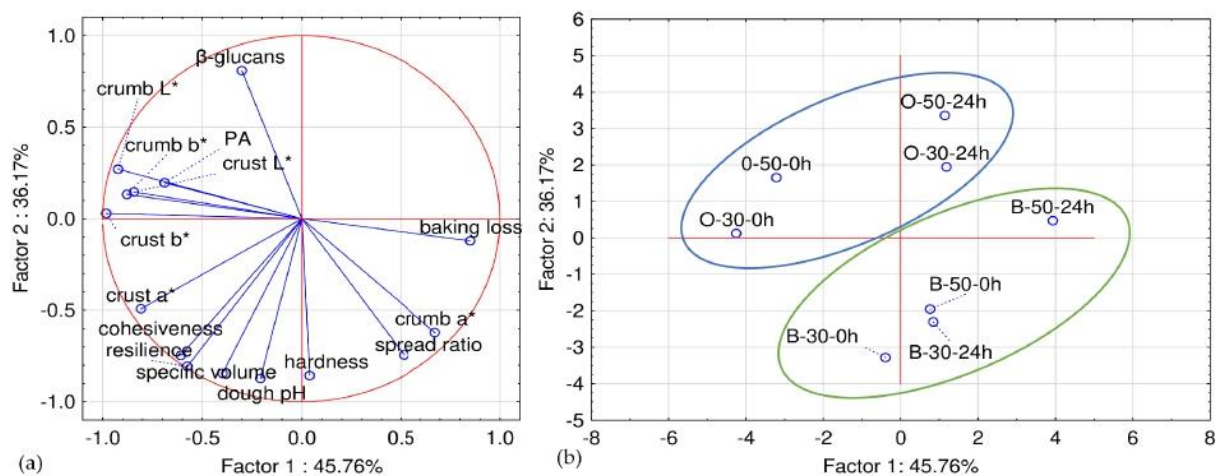 1.0
0.5
0.0
-0.5
-1.0
Factor 2 : 36.17%
β-glucans
crumb L*
crumb b*
PA
crust L*
crust b*
baking loss
crust a*
crumb a*
cohesiveness
resilience
spread ratio
specific volume
hardness
dough pH
-1.0 -0.5 0.0 0.5 1.0
Factor 1 : 45.76%
(a)
6
5
4
3
2
1
0
-1
-2
-3
-4
-5
Factor 2: 36.17%
O-50-24h
0-50-0h
O-30-24h
O-30-0h
B-50-24h
B-50-0h
B-30-0h
B-30-24h
-8 -6 -4 -2 0 2 4 6 8
Factor 1: 45.76%
(b)